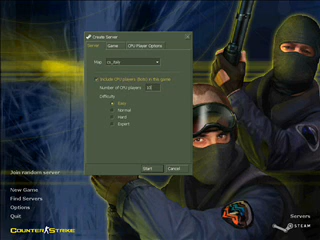 Create Server
Server Game CPU Player Options
Map: cs_italy
Include CPU players (bots) in this game
Number of CPU players: 10
Difficulty
Easy
Normal
Hard
Expert
Start Cancel
Join random server
New Game
Find Servers
Options
Quit
Servers
COUNTER STRIKE
STEAM